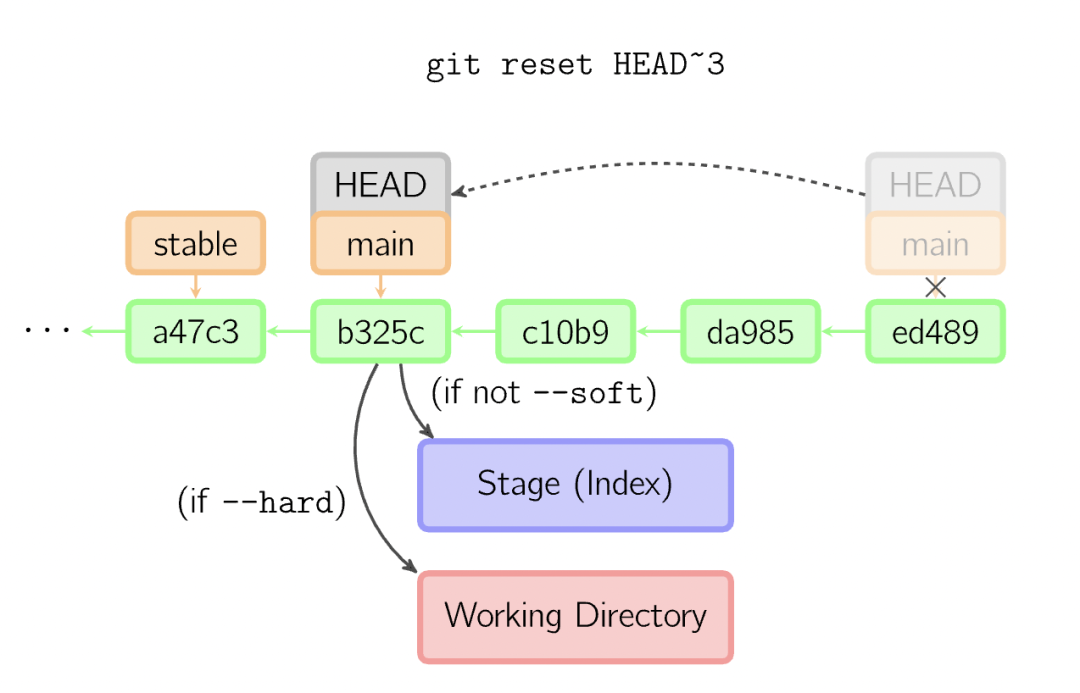 git reset HEAD~3
HEAD
HEAD
stable
main
main
...
a47c3
b325c
c10b9
da985
ed489
(if not --soft)
Stage (Index)
(if --hard)
Working Directory